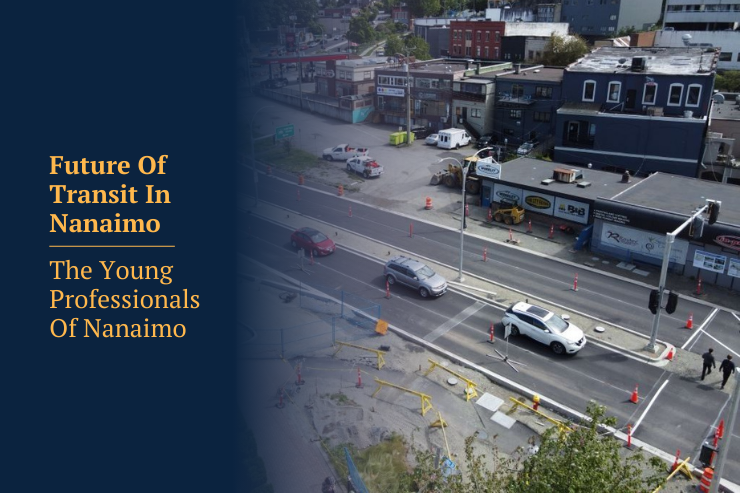 Future Of
Transit In
Nanaimo
The Young
Professionals
Of Nanaimo